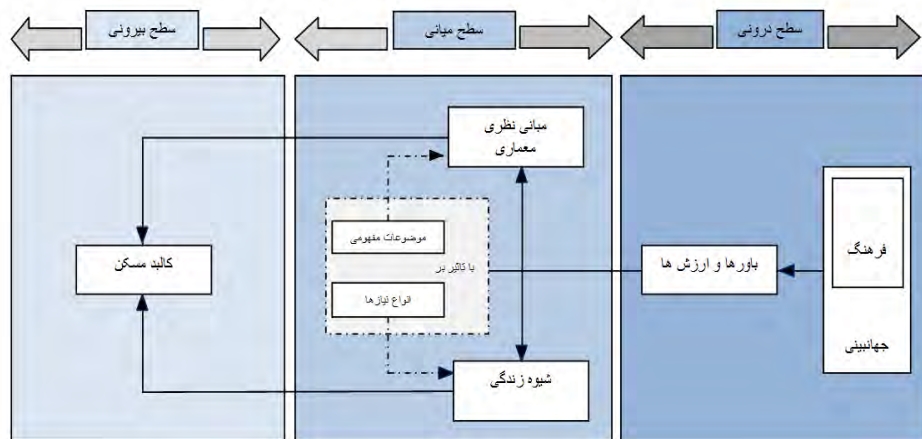 سطح درونی
سطح میانی
سطح بیرونی
فرهنگ
جهانبینی
باورها و ارزش ها
مبانی نظری
معماری
موضوعات مفهومی
با تاثیر بر
انواع نیازها
شیوه زندگی
کالبد مسکن